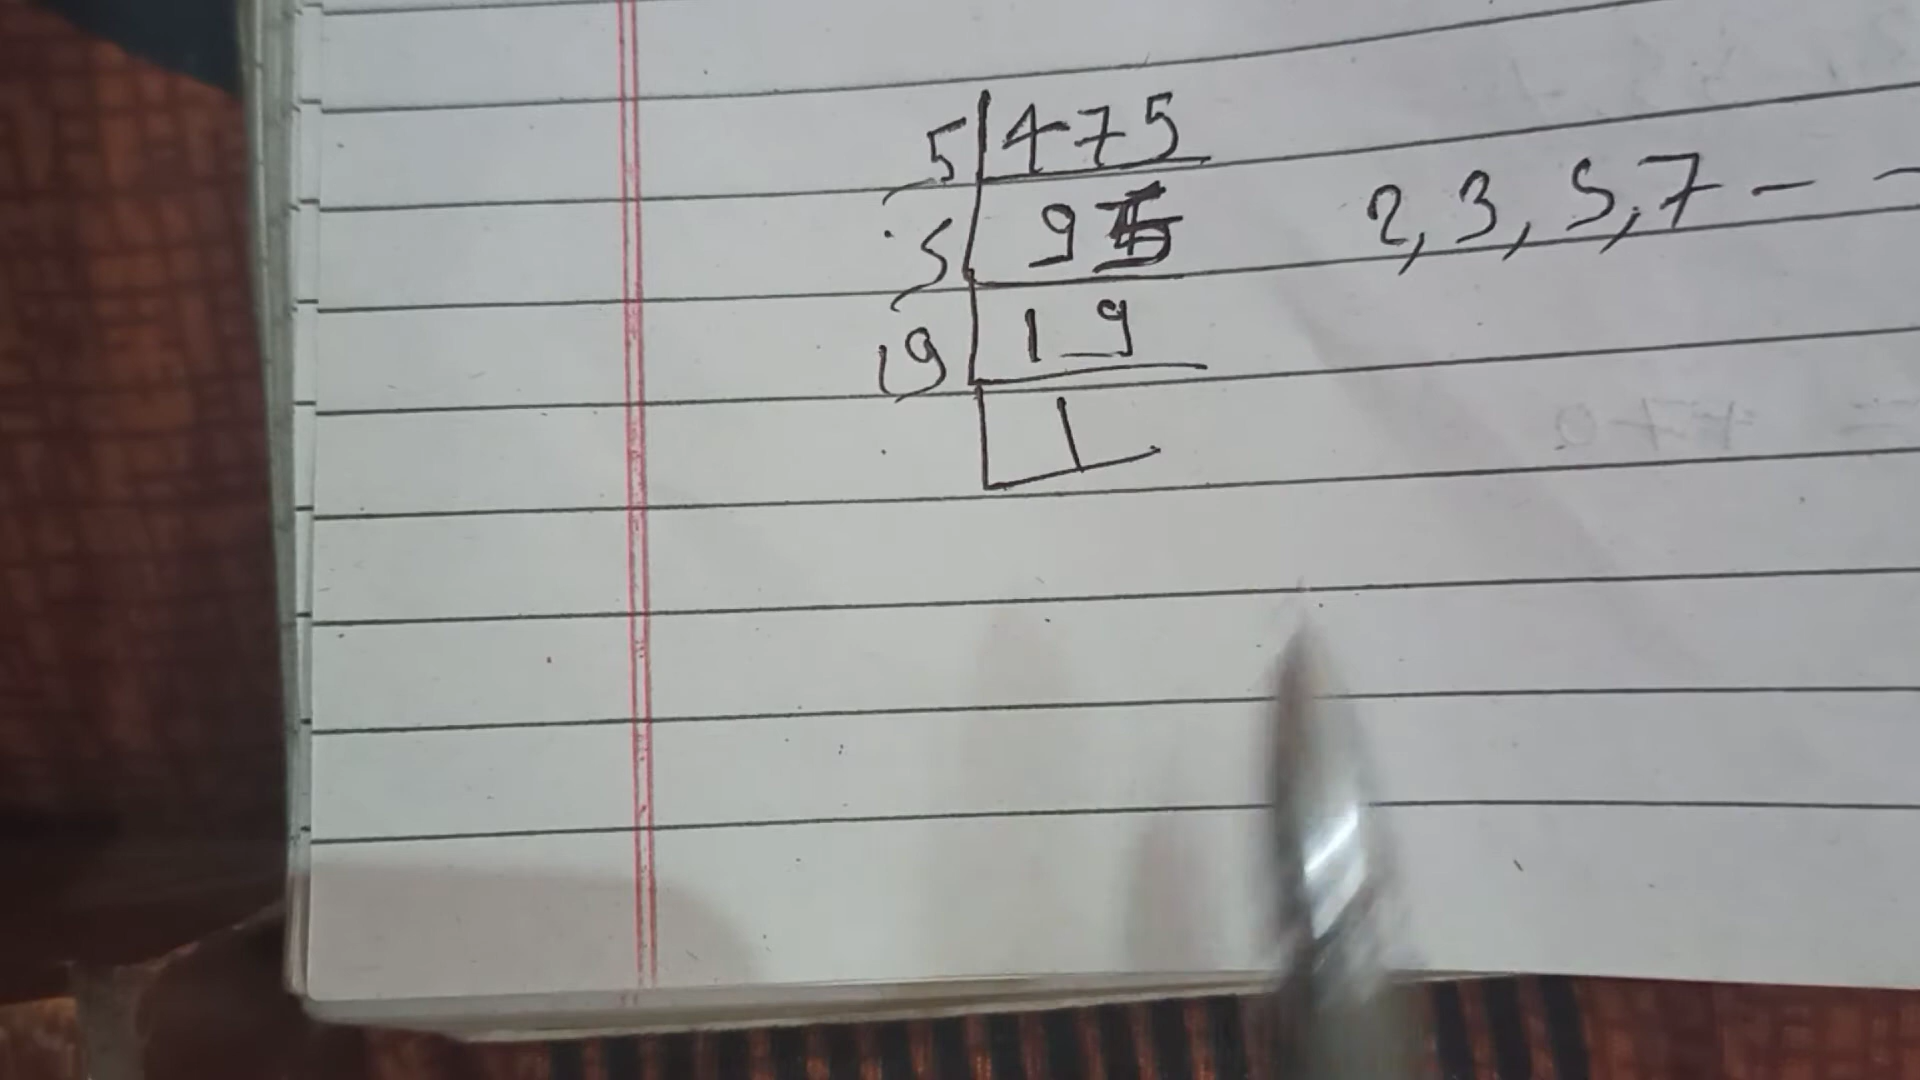 5 | 475
5 | 95
19 | 19
1
2, 3, 5, 7 - -